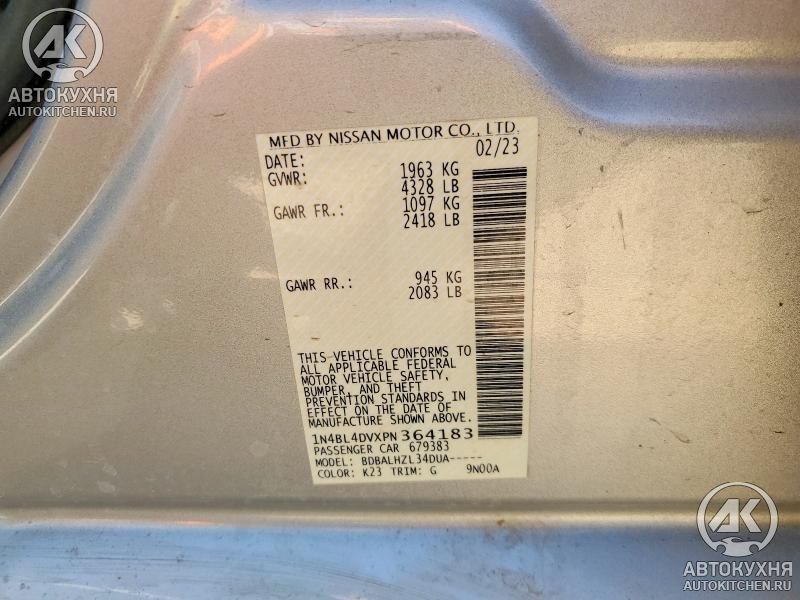 АК
АВТОКУХНЯ
AUTOKITCHEN.RU
MFD BY NISSAN MOTOR CO., LTD.
DATE: 02/23
GVWR: 1963 KG
4328 LB
GAWR FR.: 1097 KG
2418 LB
GAWR RR.: 945 KG
2083 LB
THIS VEHICLE CONFORMS TO
ALL APPLICABLE FEDERAL
MOTOR VEHICLE SAFETY,
BUMPER, AND THEFT
PREVENTION STANDARDS IN
EFFECT ON THE DATE OF
MANUFACTURE SHOWN ABOVE.
1N4BL4DVXPN364183
PASSENGER CAR 679383
MODEL: BDBALHZL34DUA-----
COLOR: K23 TRIM: G 9N00A
АК
АВТОКУХНЯ
AUTOKITCHEN.RU